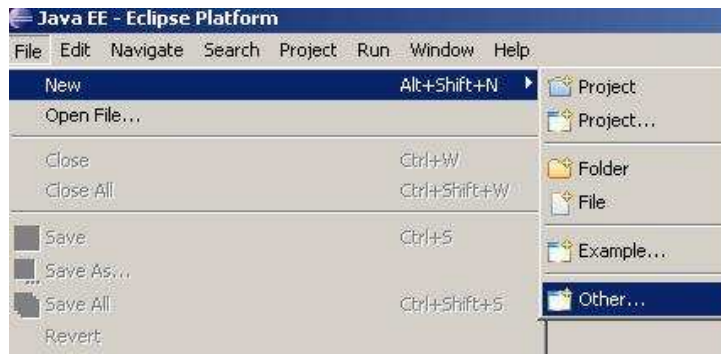 Java EE - Eclipse Platform
File Edit Navigate Search Project Run Window Help
New Alt+Shift+N
Open File...
Close Ctrl+W
Close All Ctrl+Shift+W
Save Ctrl+S
Save As...
Save All Ctrl+Shift+S
Revert
Project
Project...
Folder
File
Example...
Other...